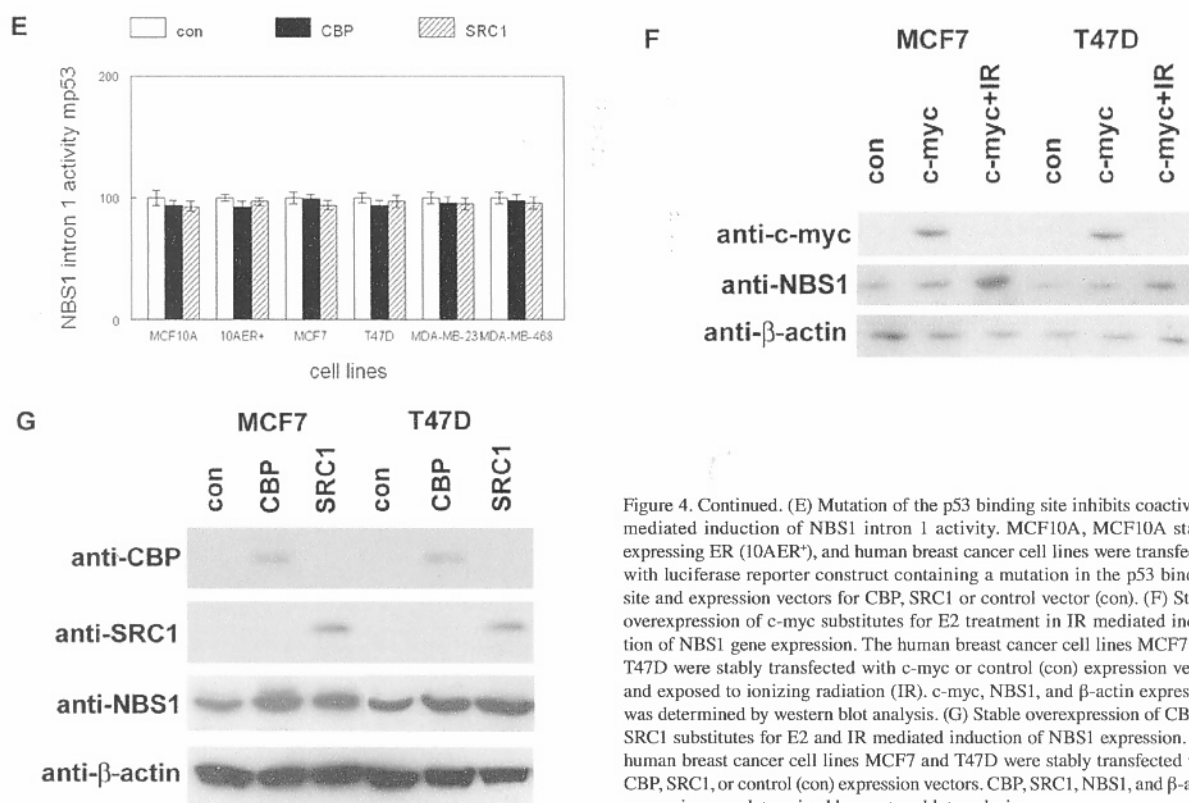 E
con CBP SRC1
NBS1 intron 1 activity mp53
200
100
0
MCF10A 10AER+ MCF7 T47D MDA-MB-23 MDA-MB-468
cell lines
F
MCF7 T47D
con c-myc c-myc+IR con c-myc c-myc+IR
anti-c-myc
anti-NBS1
anti-β-actin
G
MCF7 T47D
con CBP SRC1 con CBP SRC1
anti-CBP
anti-SRC1
anti-NBS1
anti-β-actin
Figure 4. Continued. (E) Mutation of the p53 binding site inhibits coactiv
mediated induction of NBS1 intron 1 activity. MCF10A, MCF10A sta
expressing ER (10AER⁺), and human breast cancer cell lines were transfec
with luciferase reporter construct containing a mutation in the p53 bind
site and expression vectors for CBP, SRC1 or control vector (con). (F) St
overexpression of c-myc substitutes for E2 treatment in IR mediated ind
tion of NBS1 gene expression. The human breast cancer cell lines MCF7
T47D were stably transfected with c-myc or control (con) expression ve
and exposed to ionizing radiation (IR). c-myc, NBS1, and β-actin express
was determined by western blot analysis. (G) Stable overexpression of CB
SRC1 substitutes for E2 and IR mediated induction of NBS1 expression.
human breast cancer cell lines MCF7 and T47D were stably transfected
CBP, SRC1, or control (con) expression vectors. CBP, SRC1, NBS1, and β-a